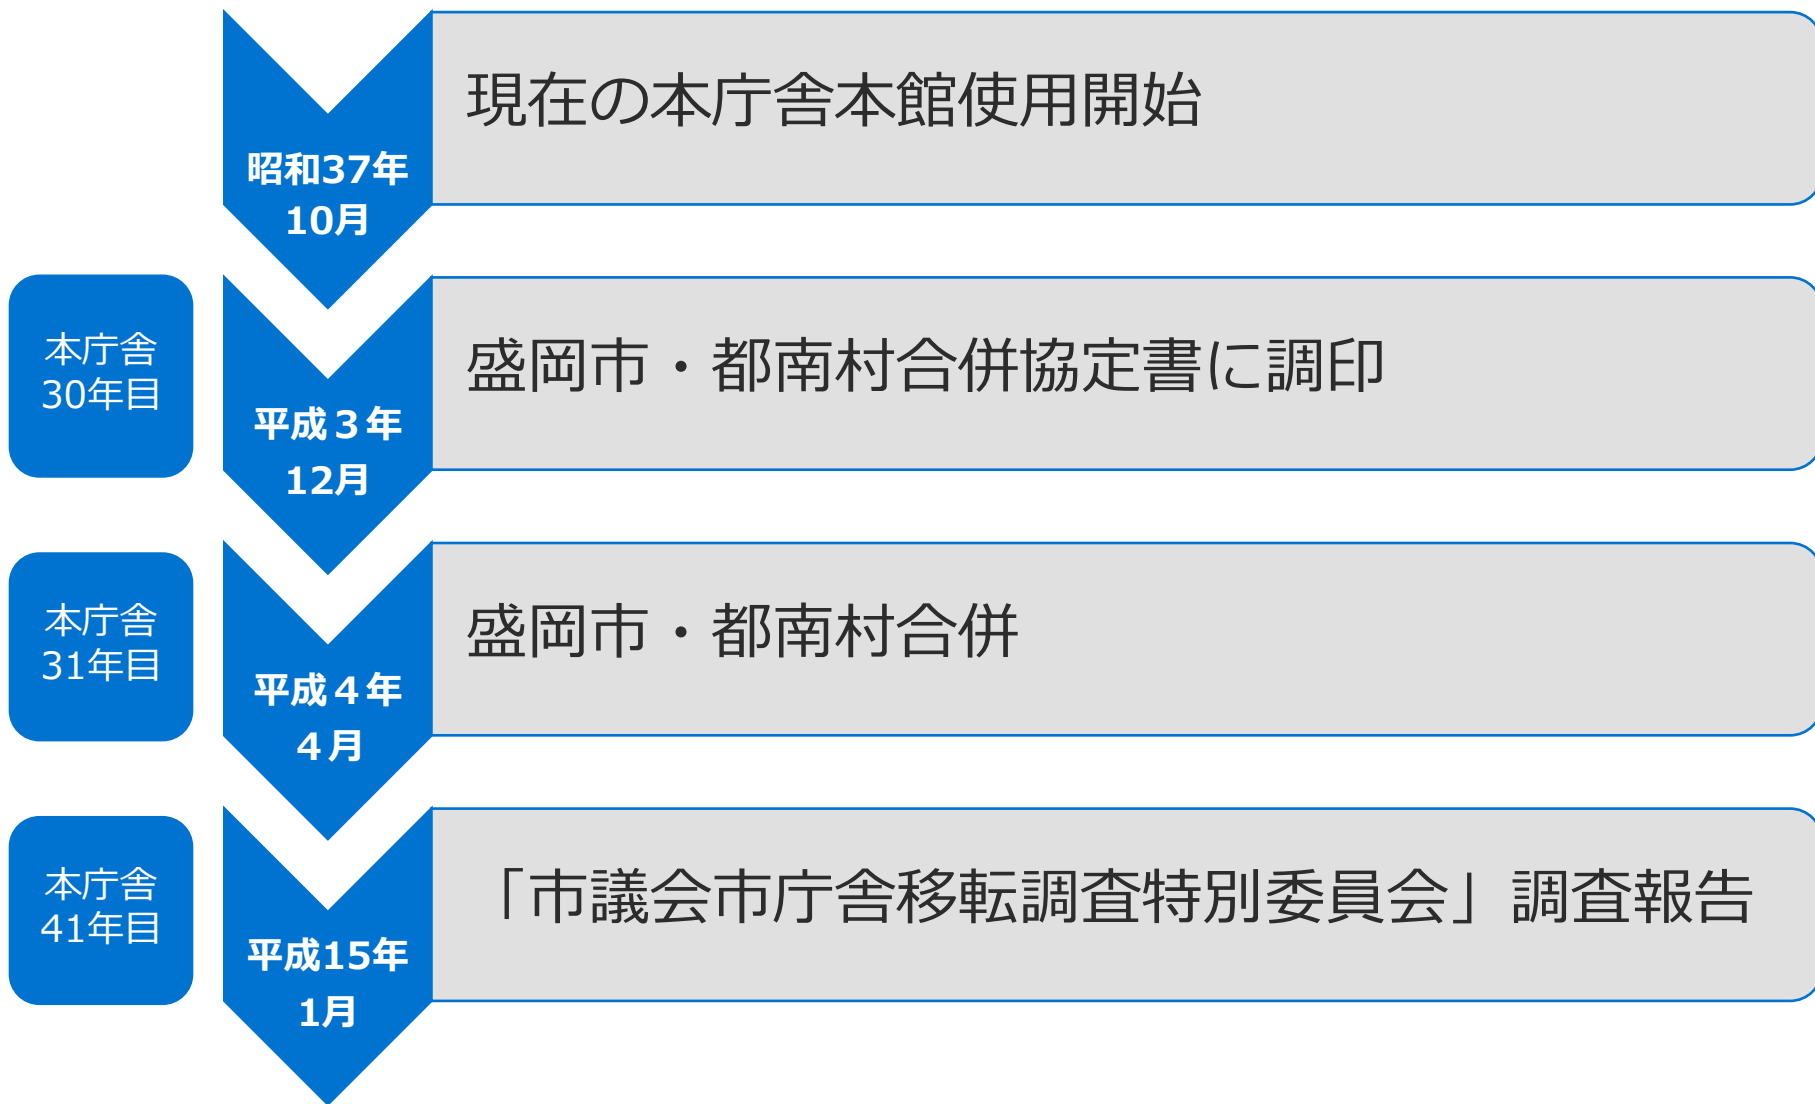 昭和37年
10月
現在の本庁舎本館使用開始
本庁舎
30年目
平成３年
12月
盛岡市・都南村合併協定書に調印
本庁舎
31年目
平成４年
４月
盛岡市・都南村合併
本庁舎
41年目
平成15年
1月
「市議会市庁舎移転調査特別委員会」調査報告